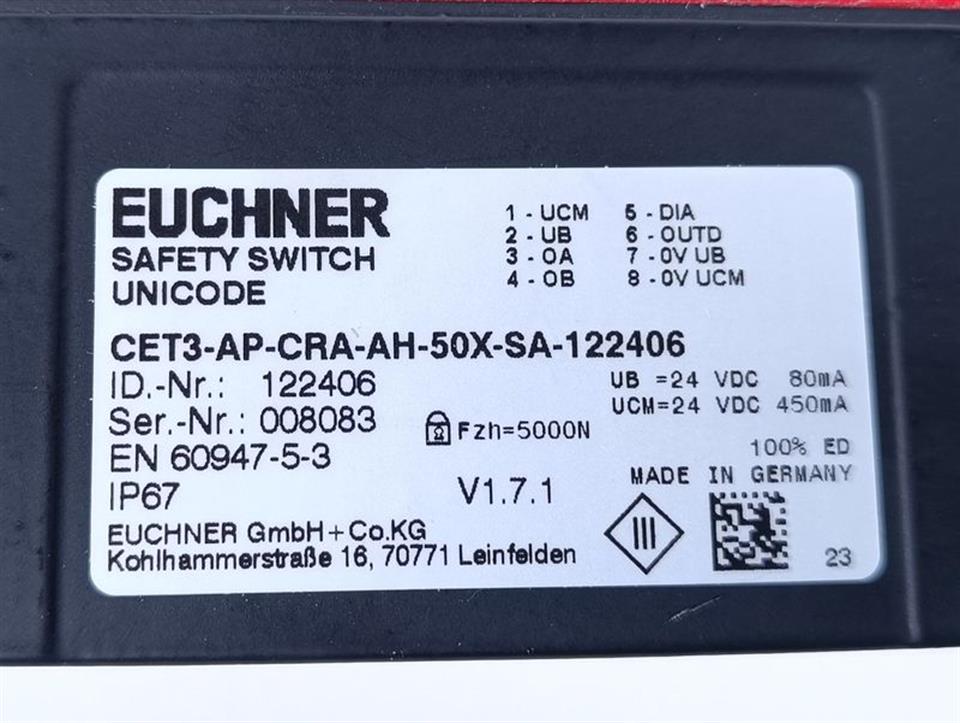 EUCHNER
SAFETY SWITCH
UNICODE
1 - UCM 5 - DIA
2 - UB 6 - OUTD
3 - OA 7 - 0V UB
4 - OB 8 - 0V UCM
CET3-AP-CRA-AH-50X-SA-122406
ID.-Nr.: 122406
UB =24 VDC 80mA
Ser.-Nr.: 008083
UCM=24 VDC 450mA
Fzh=5000N
EN 60947-5-3
100% ED
IP67
V1.7.1
MADE IN GERMANY
EUCHNER GmbH+Co.KG
Kohlhammerstraße 16, 70771 Leinfelden
III
23